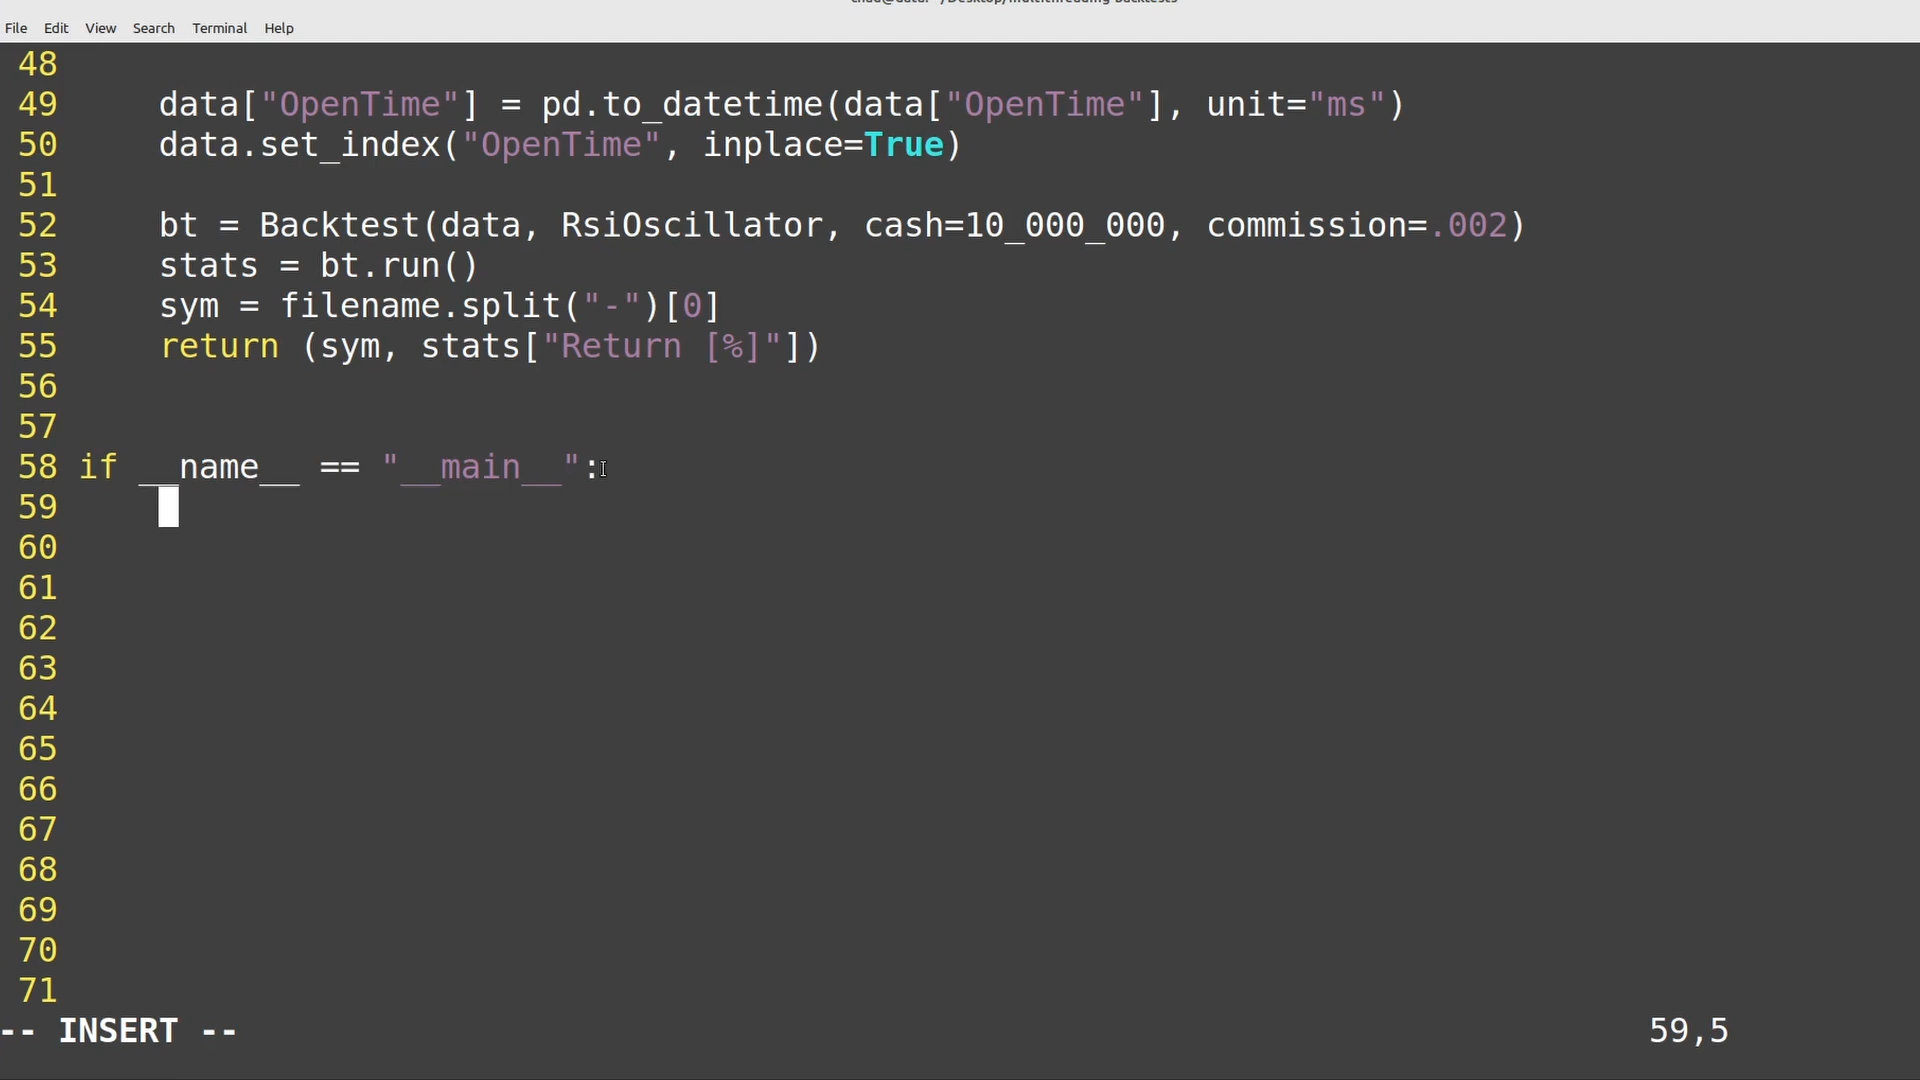 File Edit View Search Terminal Help
48
49 data["OpenTime"] = pd.to_datetime(data["OpenTime"], unit="ms")
50 data.set_index("OpenTime", inplace=True)
51
52 bt = Backtest(data, RsiOscillator, cash=10_000_000, commission=.002)
53 stats = bt.run()
54 sym = filename.split("-")[0]
55 return (sym, stats["Return [%]"])
56
57
58 if __name__ == "__main__":
59
60
61
62
63
64
65
66
67
68
69
70
71
-- INSERT -- 59,5